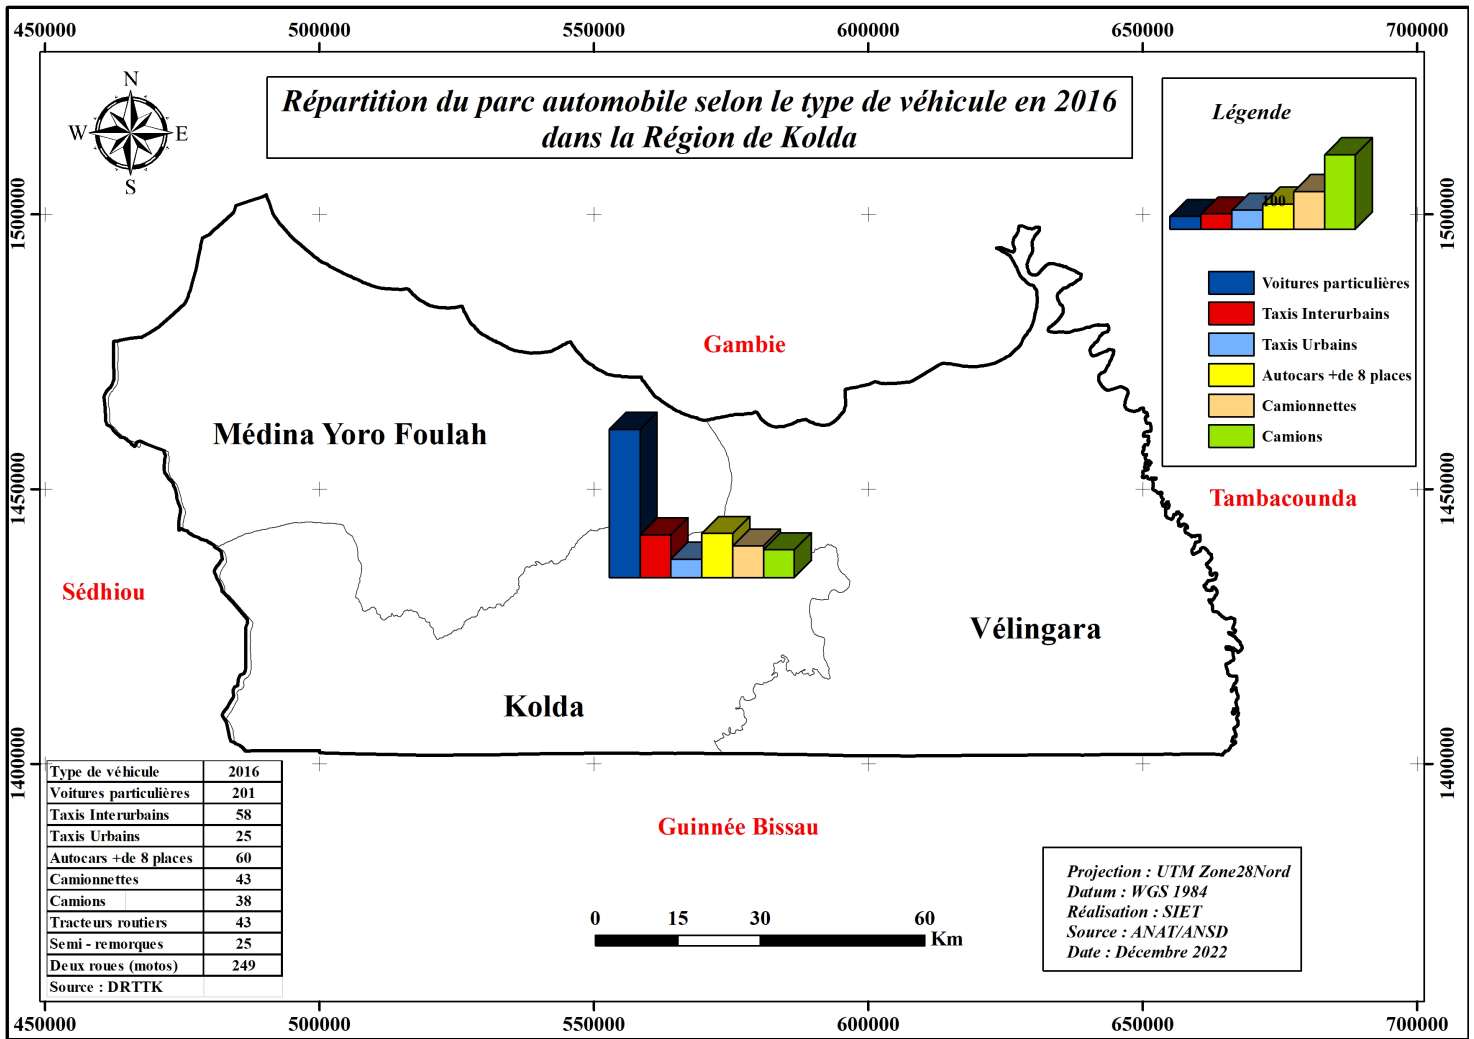 450000 500000 550000 600000 650000 700000
Répartition du parc automobile selon le type de véhicule en 2016
dans la Région de Kolda
N
W E
S
Légende
100
Voitures particulières
Taxis Interurbains
Taxis Urbains
Autocars +de 8 places
Camionnettes
Camions
1500000 1500000
Gambie
Médina Yoro Foulah
1450000 1450000
Tambacounda
Sédhiou
Vélingara
Kolda
1400000 1400000
Type de véhicule 2016
Voitures particulières 201
Taxis Interurbains 58
Taxis Urbains 25
Autocars +de 8 places 60
Camionnettes 43
Camions 38
Tracteurs routiers 43
Semi - remorques 25
Deux roues (motos) 249
Source : DRTTK
Guinnée Bissau
0 15 30 60
Km
Projection : UTM Zone28Nord
Datum : WGS 1984
Réalisation : SIET
Source : ANAT/ANSD
Date : Décembre 2022
450000 500000 550000 600000 650000 700000